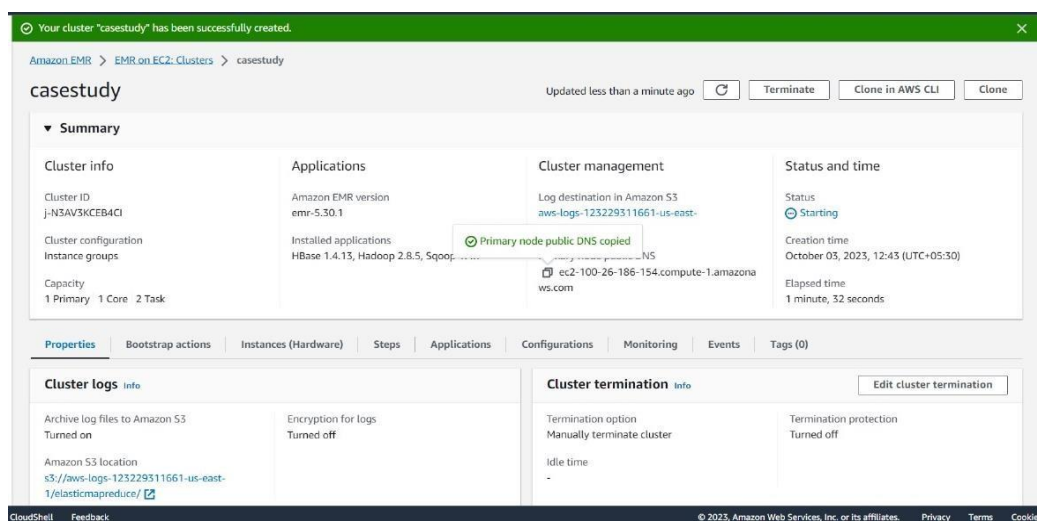 Your cluster "casestudy" has been successfully created.
Amazon EMR > EMR on EC2: Clusters > casestudy
casestudy
Updated less than a minute ago
Terminate
Clone in AWS CLI
Clone
Summary
Cluster info
Cluster ID
j-N3AV3KCEB4CI
Cluster configuration
Instance groups
Capacity
1 Primary 1 Core 2 Task
Applications
Amazon EMR version
emr-5.30.1
Installed applications
HBase 1.4.13, Hadoop 2.8.5, Sqoop
Cluster management
Log destination in Amazon S3
aws-logs-123229311661-us-east-
Primary node public DNS copied
DNS
ec2-100-26-186-154.compute-1.amazona
ws.com
Status and time
Status
Starting
Creation time
October 03, 2023, 12:43 (UTC+05:30)
Elapsed time
1 minute, 32 seconds
Properties
Bootstrap actions
Instances (Hardware)
Steps
Applications
Configurations
Monitoring
Events
Tags (0)
Cluster logs Info
Archive log files to Amazon S3
Turned on
Amazon S3 location
s3://aws-logs-123229311661-us-east-
1/elasticmapreduce/
Encryption for logs
Turned off
Cluster termination Info
Edit cluster termination
Termination option
Manually terminate cluster
Idle time
-
Termination protection
Turned off
CloudShell Feedback
© 2023, Amazon Web Services, Inc. or its affiliates. Privacy Terms Cookie